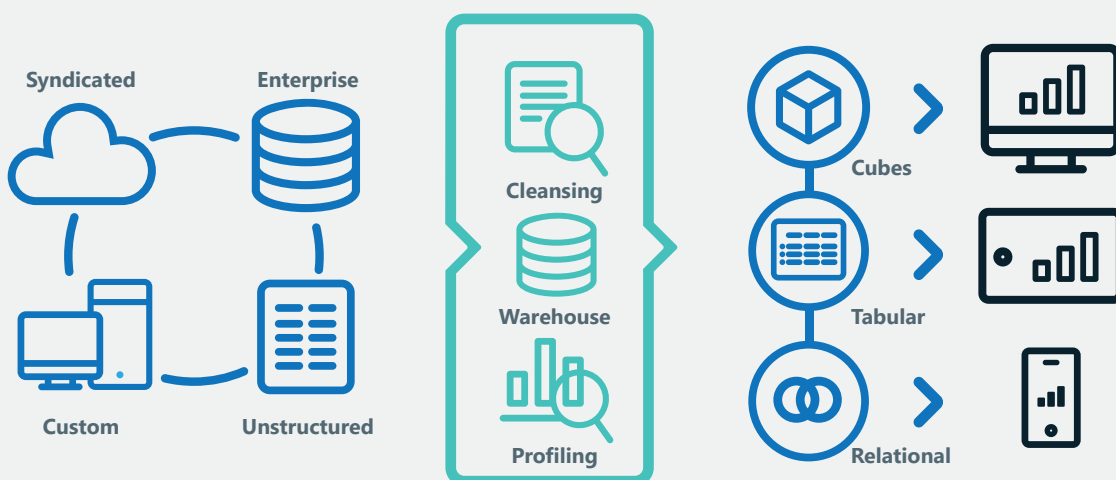 Syndicated
Enterprise
Custom
Unstructured
Cleansing
Warehouse
Profiling
Cubes
Tabular
Relational